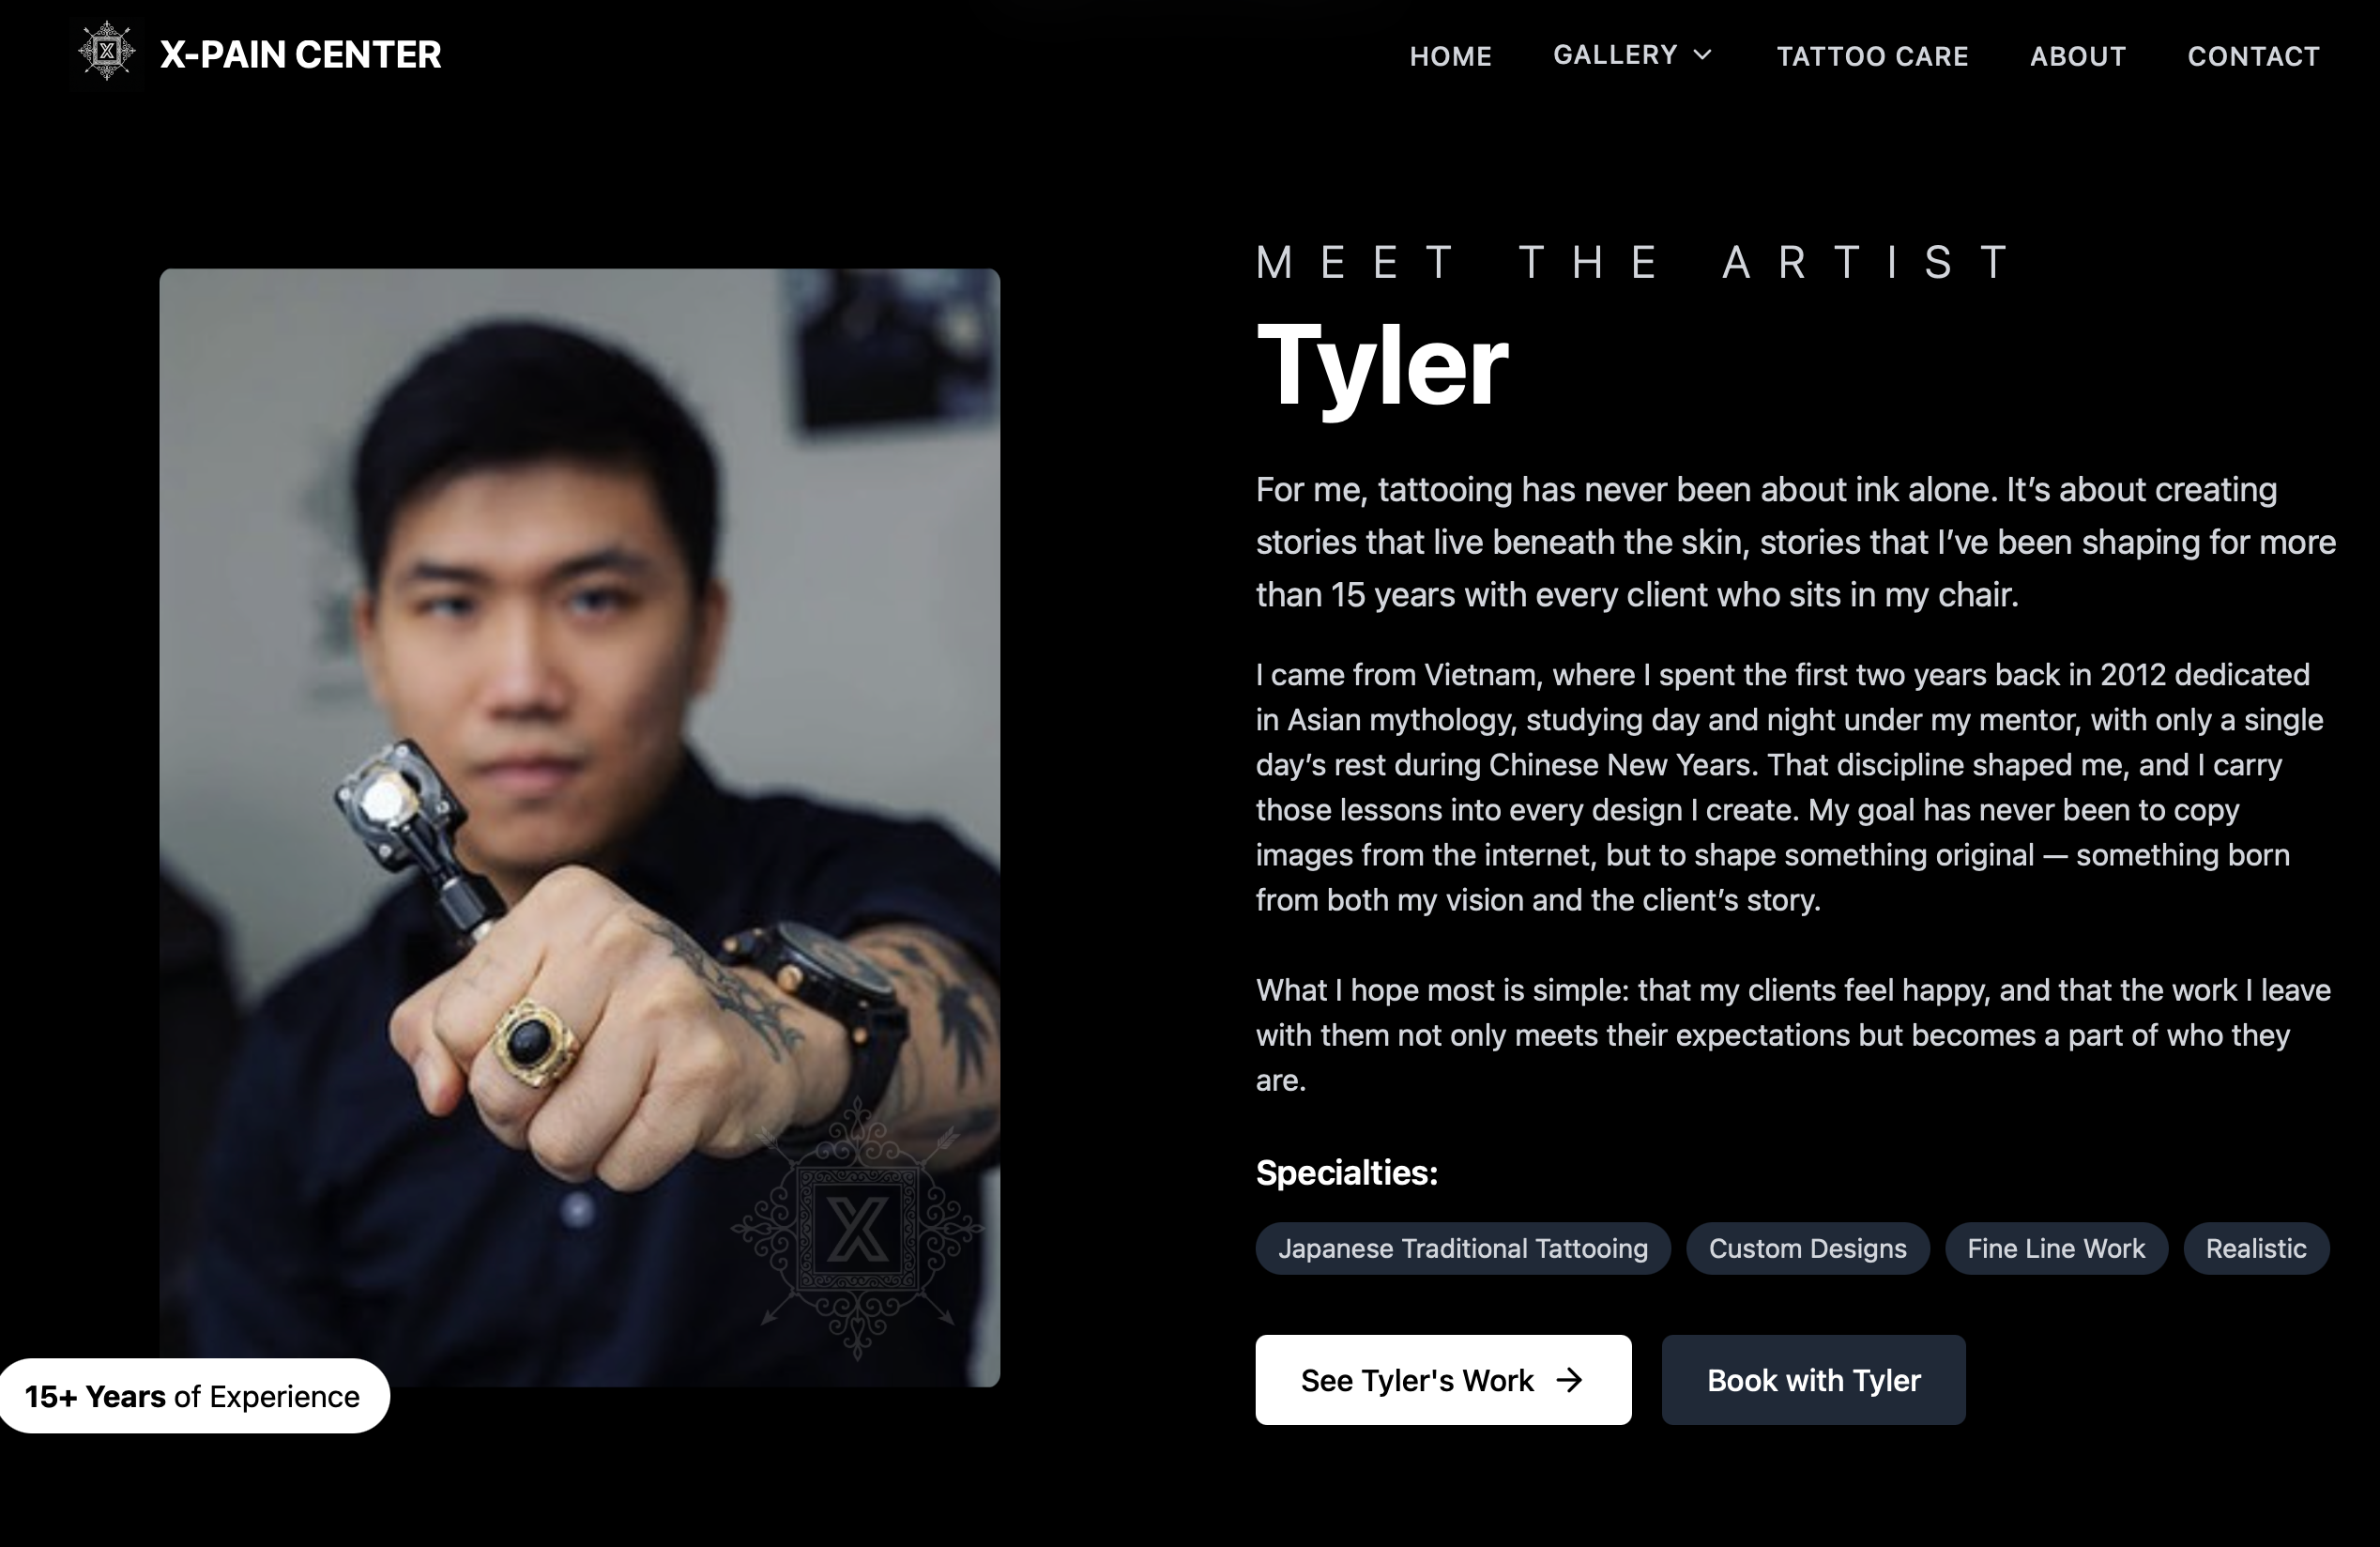 X-PAIN CENTER
HOME
GALLERY
TATTOO CARE
ABOUT
CONTACT
MEET THE ARTIST
Tyler
For me, tattooing has never been about ink alone. It’s about creating
stories that live beneath the skin, stories that I’ve been shaping for more
than 15 years with every client who sits in my chair.
I came from Vietnam, where I spent the first two years back in 2012 dedicated
in Asian mythology, studying day and night under my mentor, with only a single
day’s rest during Chinese New Years. That discipline shaped me, and I carry
those lessons into every design I create. My goal has never been to copy
images from the internet, but to shape something original — something born
from both my vision and the client’s story.
What I hope most is simple: that my clients feel happy, and that the work I leave
with them not only meets their expectations but becomes a part of who they
are.
Specialties:
Japanese Traditional Tattooing
Custom Designs
Fine Line Work
Realistic
See Tyler's Work →
Book with Tyler
15+ Years of Experience
X